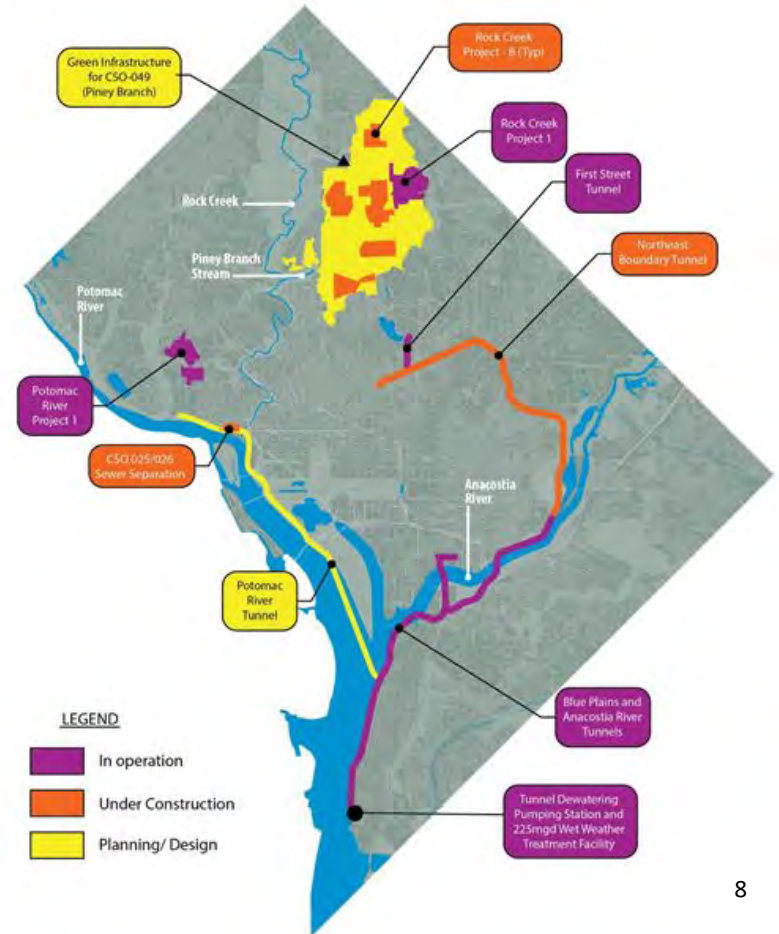 Green Infrastructure
for CSO-049
(Piney Branch)
Rock Creek
Project - B (Typ)
Rock Creek
Project 1
First Street
Tunnel
Northeast
Boundary Tunnel
Rock Creek
Piney Branch
Stream
Potomac
River
Potomac
River
Project 1
CSO 025/026
Sewer Separation
Anacostia
River
Potomac
River
Tunnel
Blue Plains and
Anacostia River
Tunnels
Tunnel Dewatering
Pumping Station and
225mgd Wet Weather
Treatment Facility
LEGEND
In operation
Under Construction
Planning/ Design
8